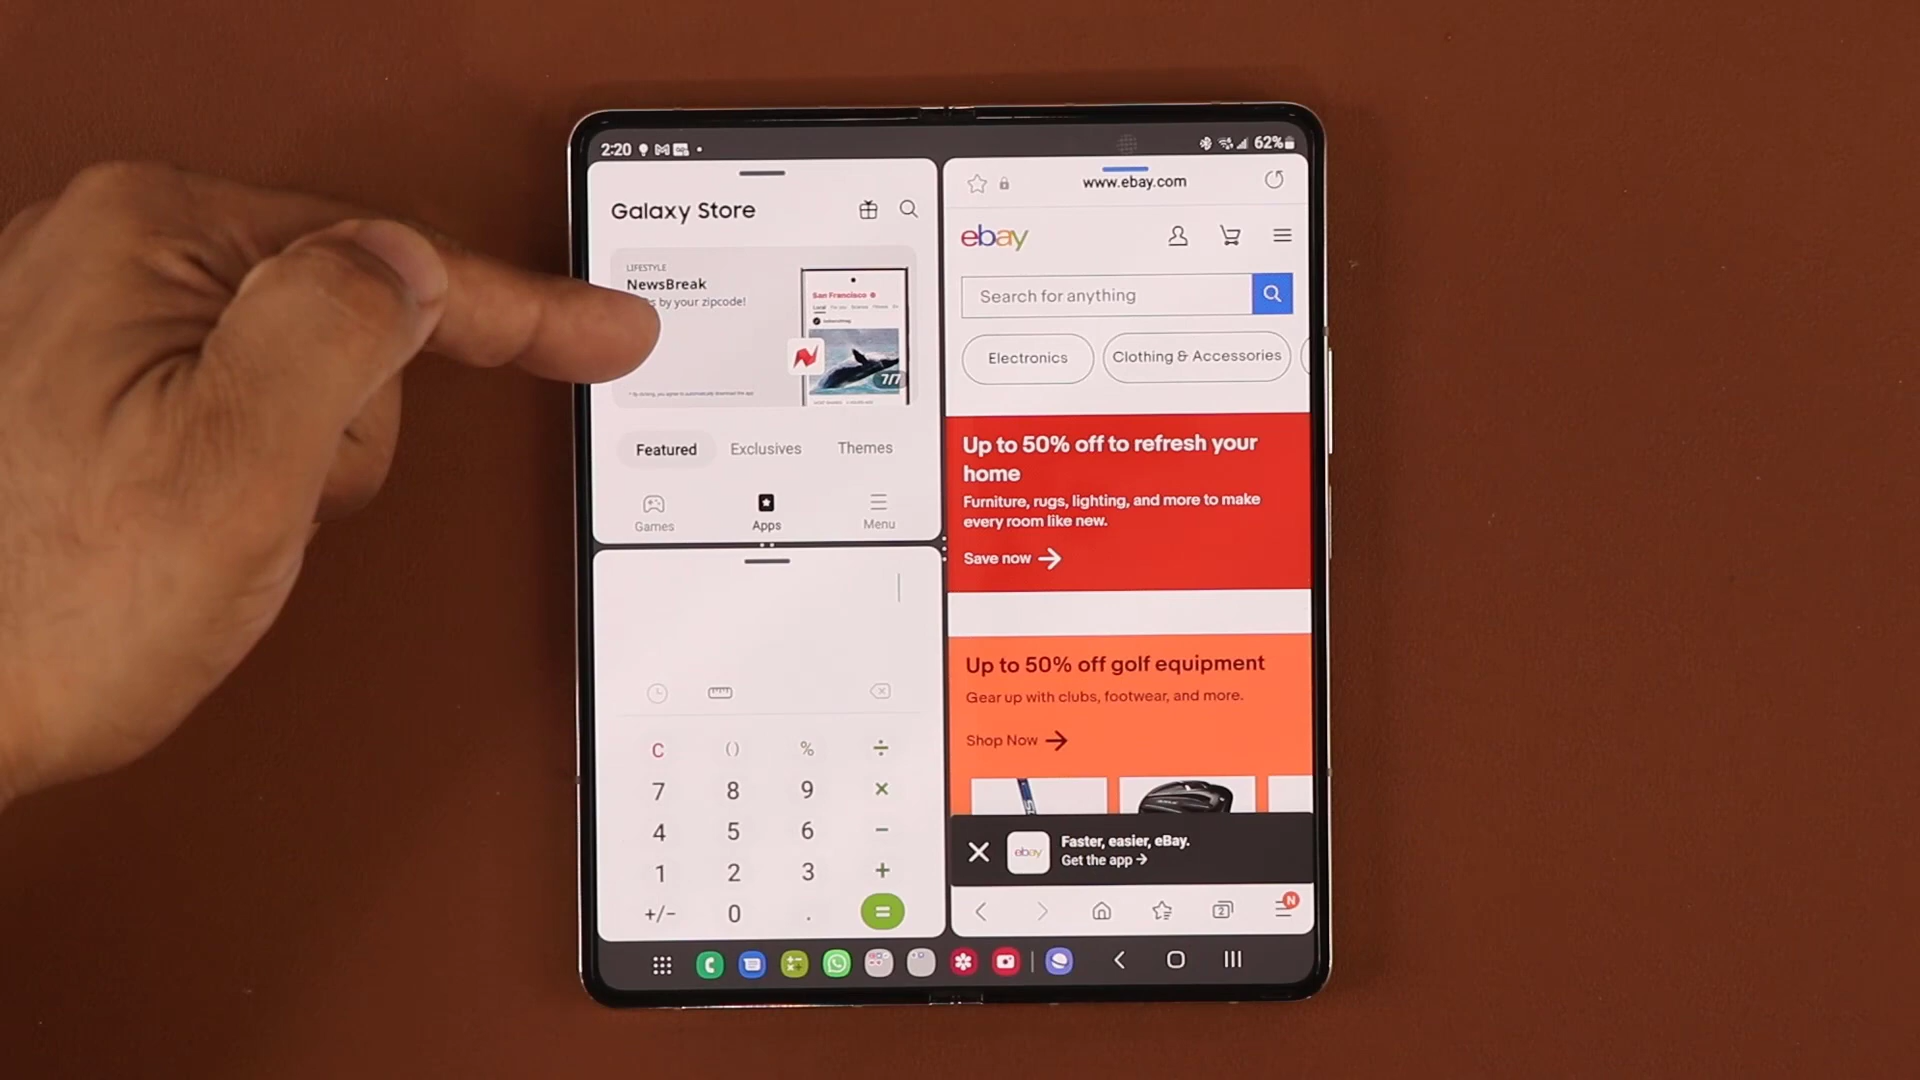 2:20
62%
Galaxy Store
LIFESTYLE
NewsBreak
by your zipcode!
San Francisco
7/7
Featured Exclusives Themes
Games Apps Menu
C () % ÷
7 8 9 ×
4 5 6 −
1 2 3 +
+/− 0 . =
www.ebay.com
ebay
Search for anything
Electronics Clothing & Accessories
Up to 50% off to refresh your
home
Furniture, rugs, lighting, and more to make
every room like new.
Save now →
Up to 50% off golf equipment
Gear up with clubs, footwear, and more.
Shop Now →
ebay
Faster, easier, eBay.
Get the app →
2
N